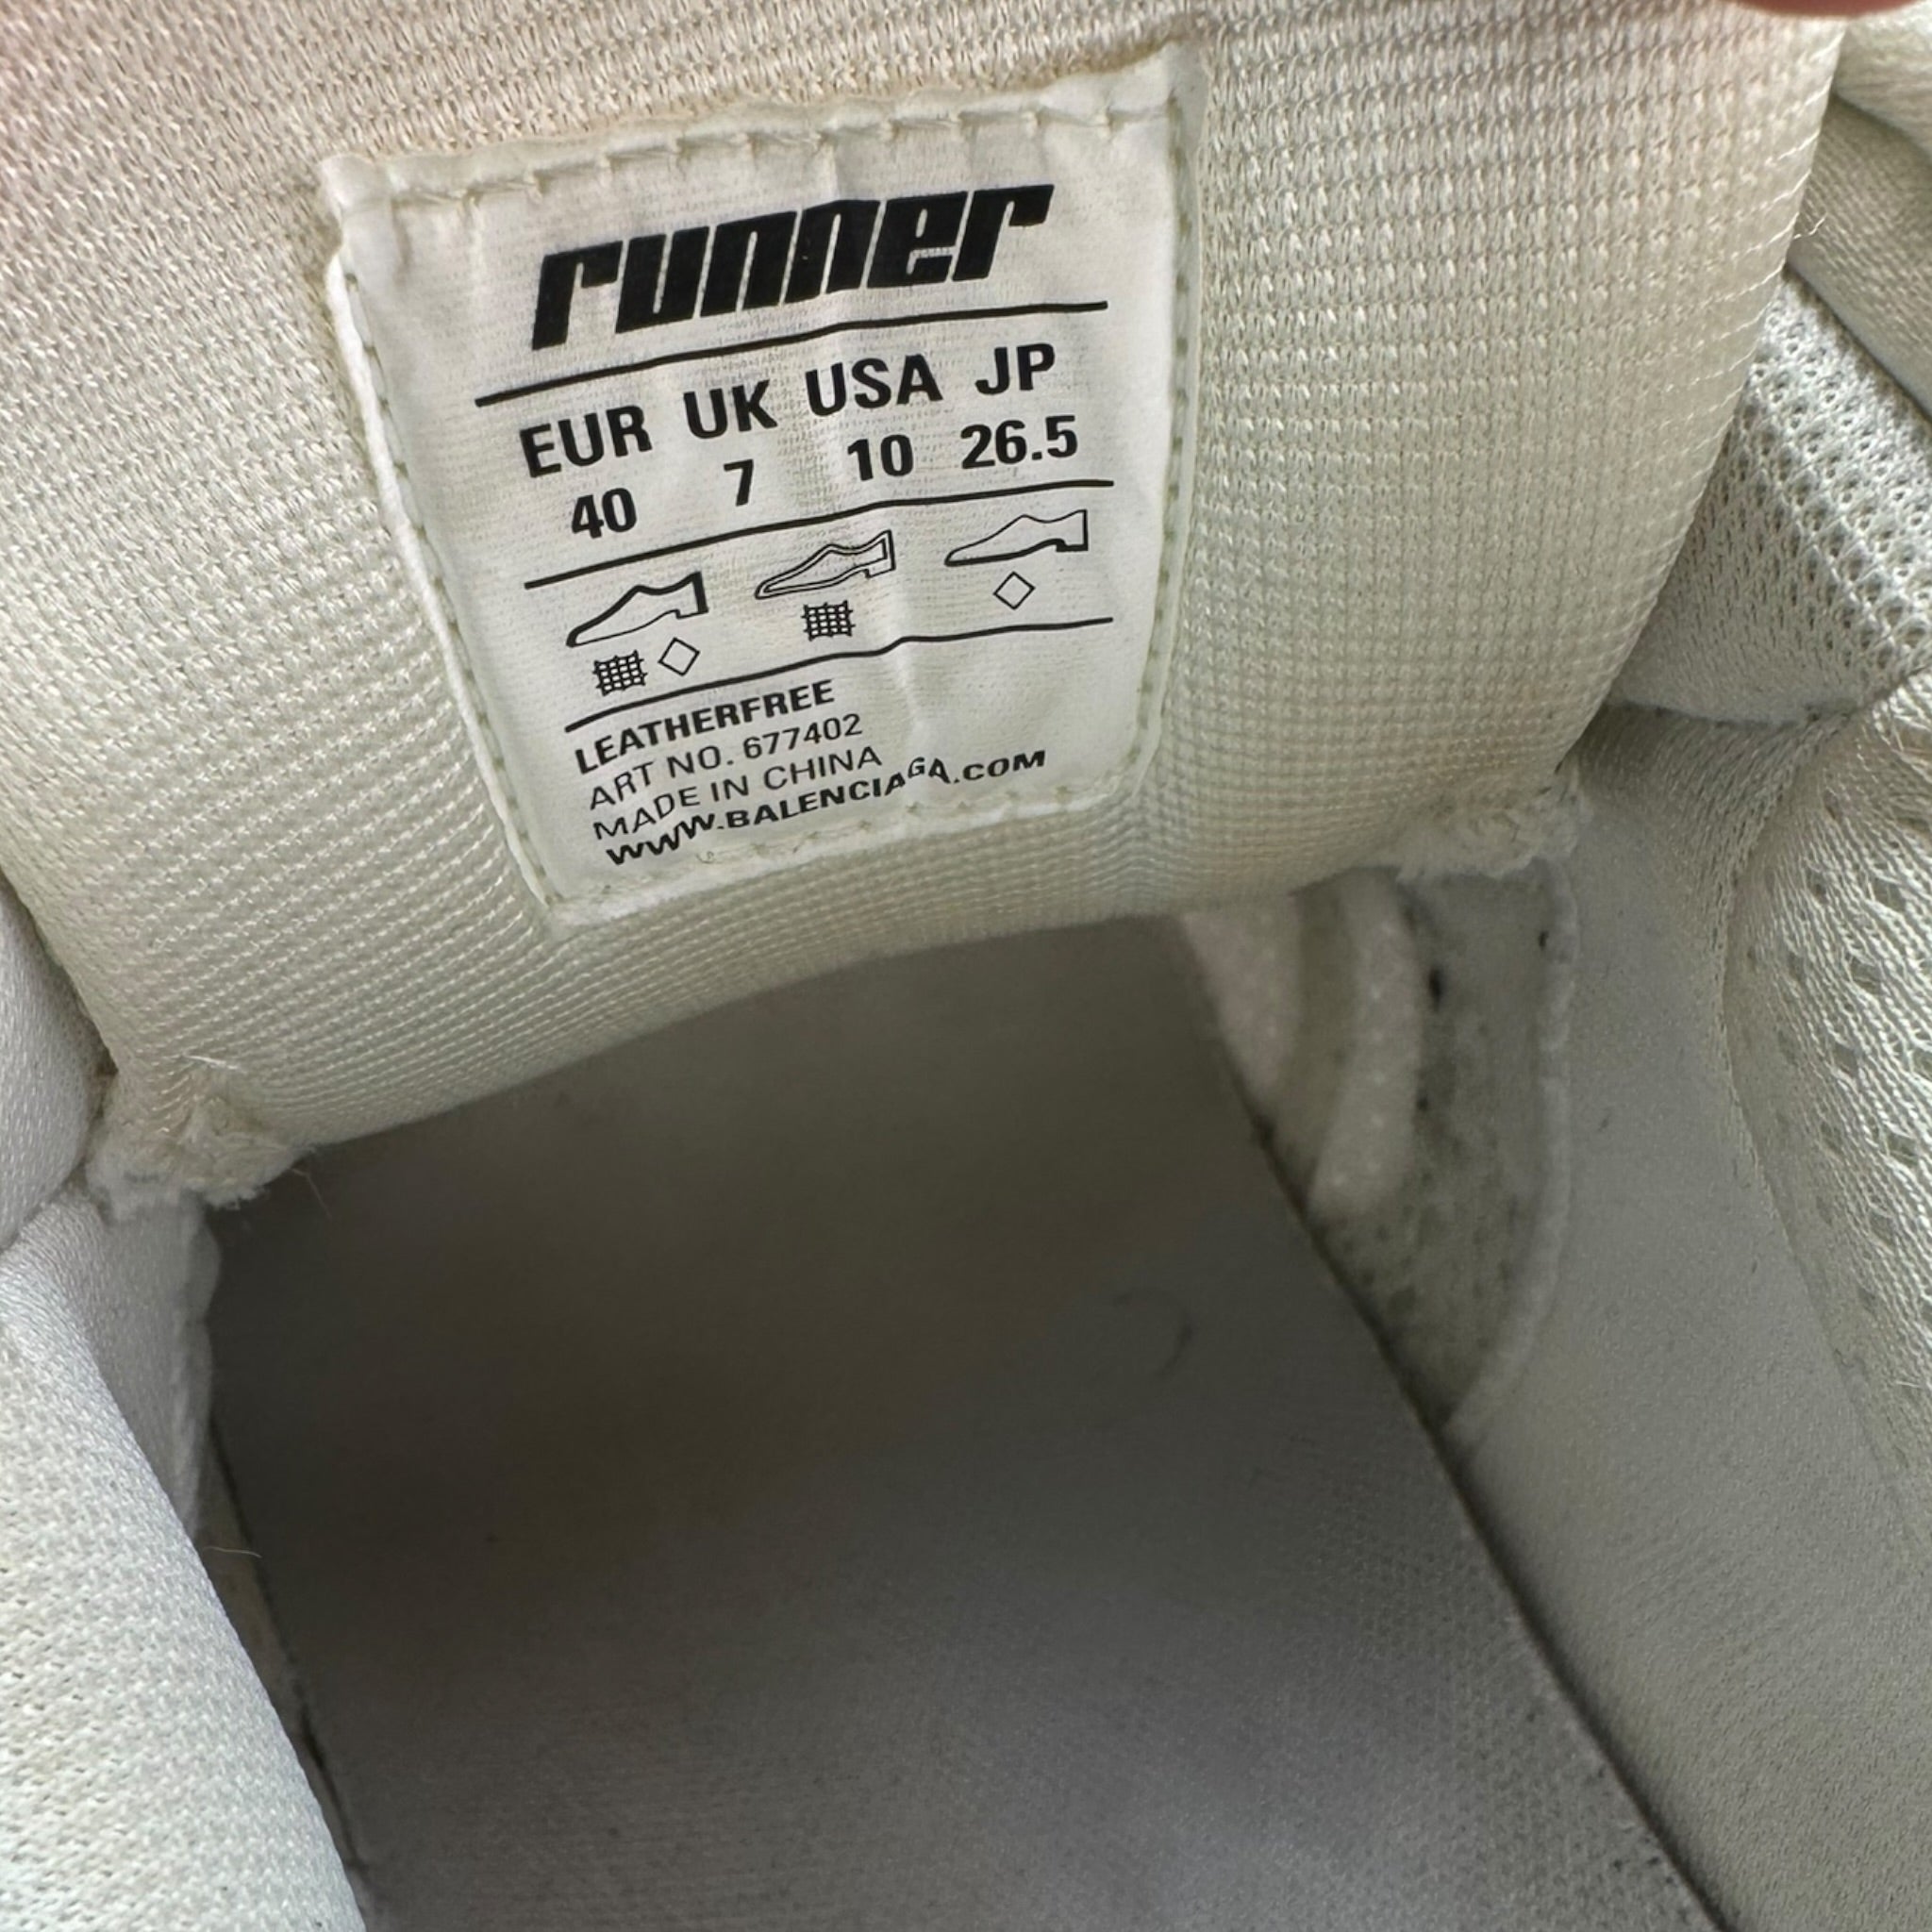 runner
EUR UK USA JP
40 7 10 26.5
LEATHERFREE
ART NO. 677402
MADE IN CHINA
WWW.BALENCIAGA.COM